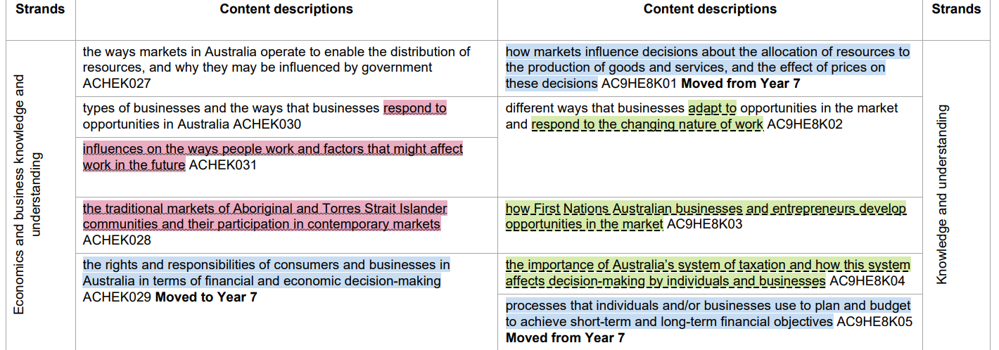 Strands
Content descriptions
Content descriptions
Strands
Economics and business knowledge and
understanding
the ways markets in Australia operate to enable the distribution of
resources, and why they may be influenced by government
ACHEK027
how markets influence decisions about the allocation of resources to
the production of goods and services, and the effect of prices on
these decisions AC9HE8K01 Moved from Year 7
types of businesses and the ways that businesses respond to
opportunities in Australia ACHEK030
different ways that businesses adapt to opportunities in the market
and respond to the changing nature of work AC9HE8K02
influences on the ways people work and factors that might affect
work in the future ACHEK031
the traditional markets of Aboriginal and Torres Strait Islander
communities and their participation in contemporary markets
ACHEK028
how First Nations Australian businesses and entrepreneurs develop
opportunities in the market AC9HE8K03
the rights and responsibilities of consumers and businesses in
Australia in terms of financial and economic decision-making
ACHEK029 Moved to Year 7
the importance of Australia's system of taxation and how this system
affects decision-making by individuals and businesses AC9HE8K04
processes that individuals and/or businesses use to plan and budget
to achieve short-term and long-term financial objectives AC9HE8K05
Moved from Year 7
Knowledge and understanding